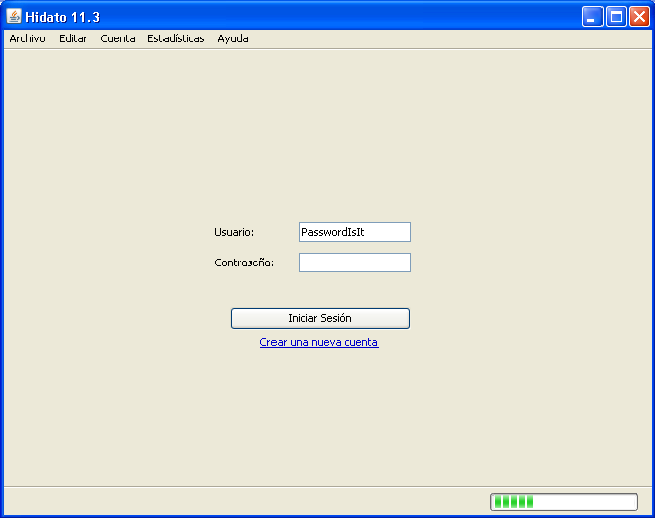 Hidato 11.3
Archivo Editar Cuenta Estadísticas Ayuda
Usuario: PasswordIsIt
Contraseña:
Iniciar Sesión
Crear una nueva cuenta